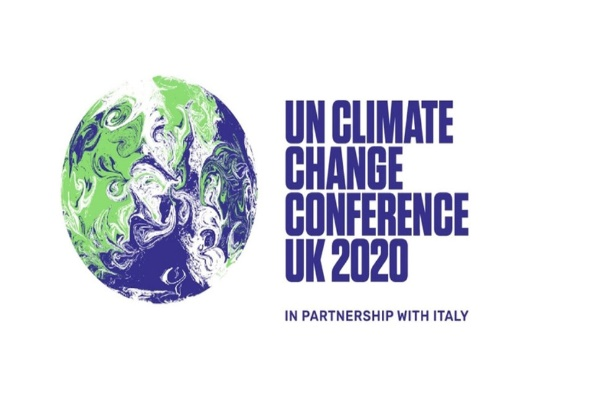 UN CLIMATE
CHANGE
CONFERENCE
UK 2020
IN PARTNERSHIP WITH ITALY